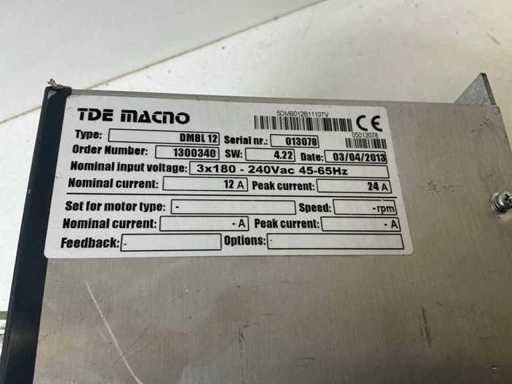 TDE MACNO
SDMB012B11107V
CE
05013078
Type: DMBL 12 Serial nr.: 013078
Order Number: 1300340 SW: 4.22 Date: 03/04/2013
Nominal input voltage: 3x180 - 240Vac 45-65Hz
Nominal current: 12 A Peak current: 24 A
Set for motor type: - Speed: -rpm
Nominal current: - A Peak current: - A
Feedback: - Options: -